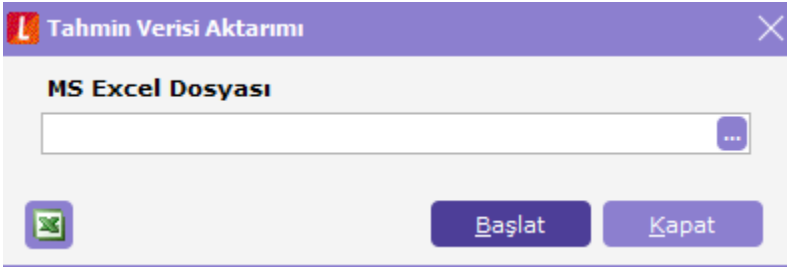 L Tahmin Verisi Aktarımı
MS Excel Dosyası
...
Başlat Kapat